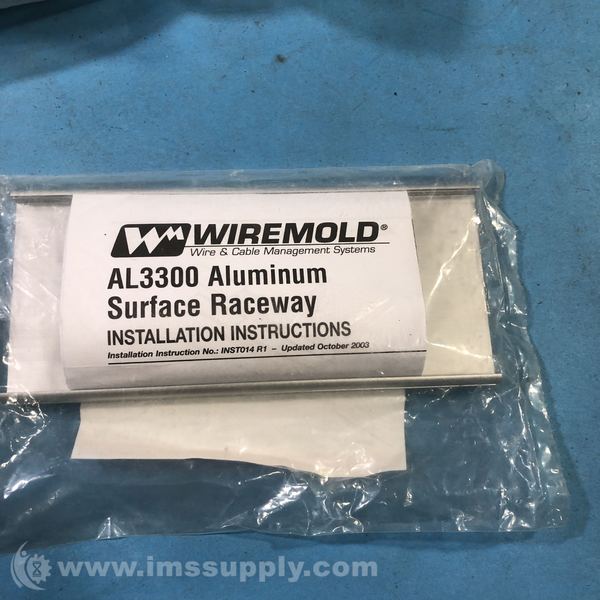 WIREMOLD®
Wire & Cable Management Systems
AL3300 Aluminum
Surface Raceway
INSTALLATION INSTRUCTIONS
Installation Instruction No.: INST014 R1 – Updated October 2003
www.imssupply.com